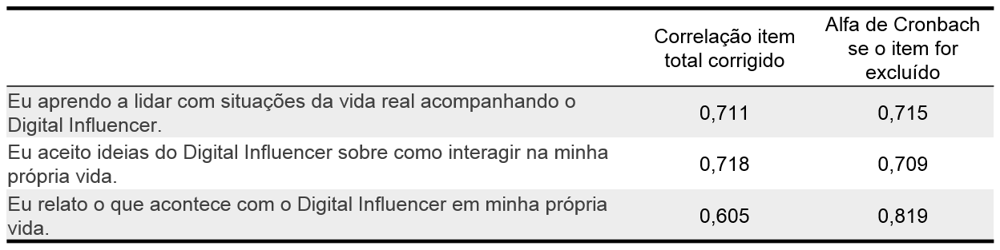 Correlação item
total corrigido
Alfa de Cronbach
se o item for
excluído
Eu aprendo a lidar com situações da vida real acompanhando o
Digital Influencer.
0,711
0,715
Eu aceito ideias do Digital Influencer sobre como interagir na minha
própria vida.
0,718
0,709
Eu relato o que acontece com o Digital Influencer em minha própria
vida.
0,605
0,819